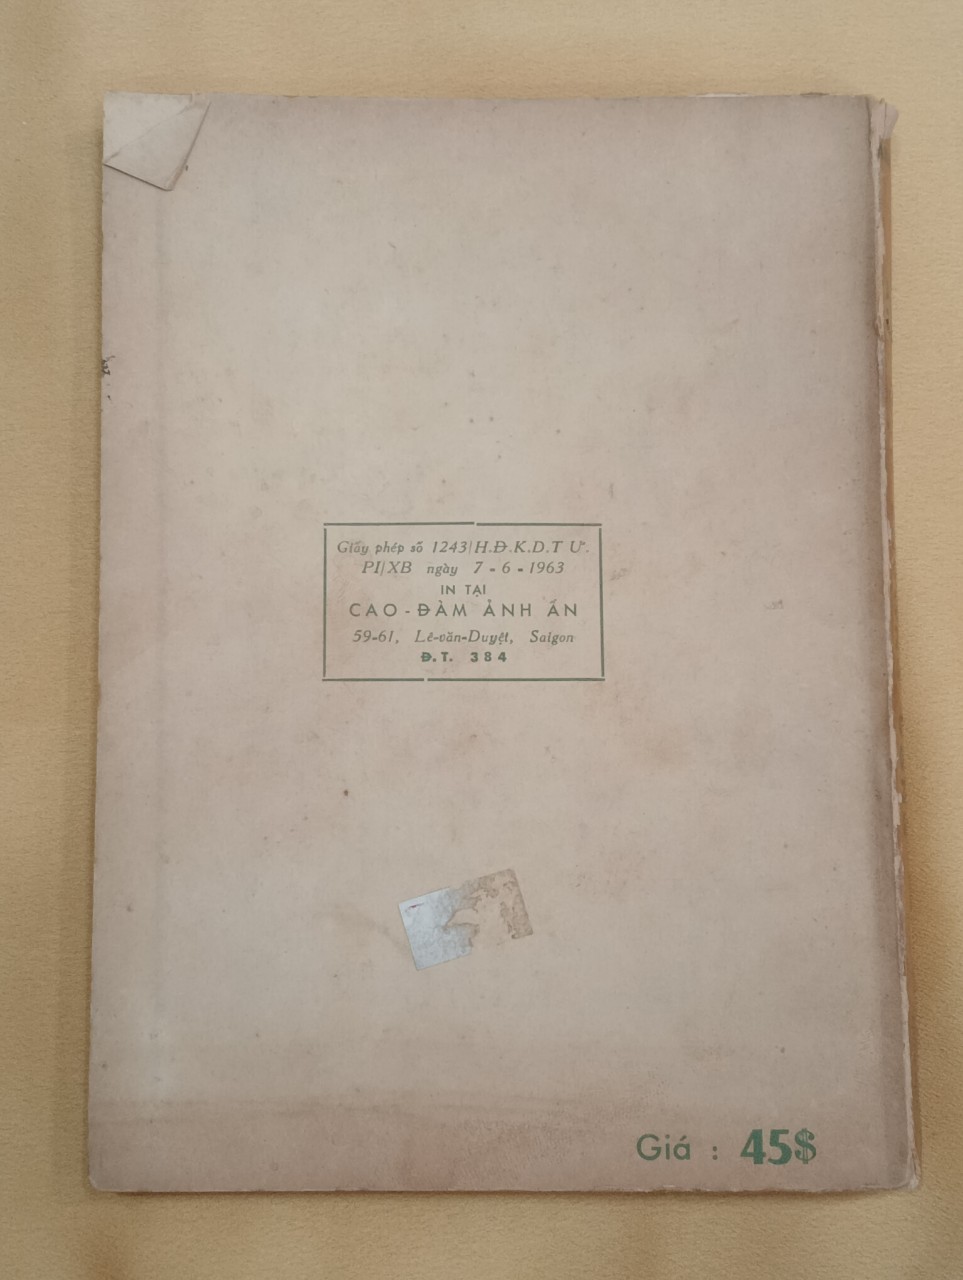 Giấy phép số 1243/H.Đ.K.D.T Ư.
PI/XB ngày 7-6-1963
IN TẠI
CAO-ĐÀM ẢNH ẤN
59-61, Lê-văn-Duyệt, Saigon
Đ.T. 384
Giá : 45$